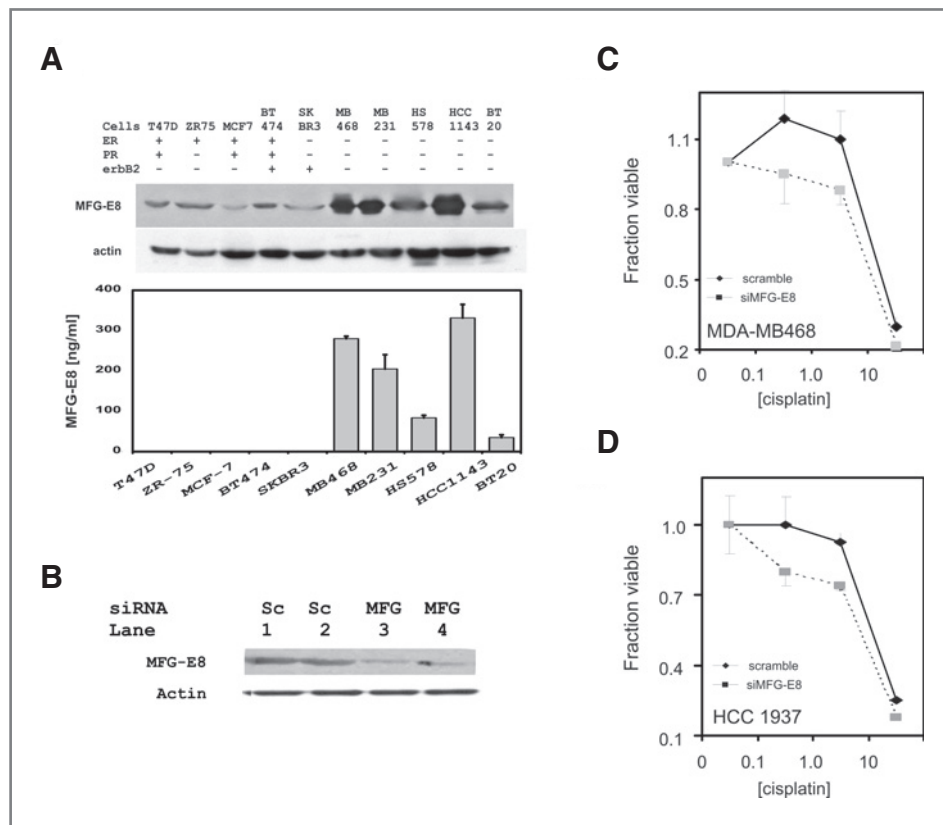 A
BT SK MB MB HS HCC BT
Cells T47D ZR75 MCF7 474 BR3 468 231 578 1143 20
ER + + + + – – – – – –
PR + – + + – – – – – –
erbB2 – – – + + – – – – –
MFG-E8
actin
MFG-E8 [ng/ml]
400
300
200
100
0
T47D ZR-75 MCF-7 BT474 SKBR3 MB468 MB231 HS578 HCC1143 BT20
B
siRNA Sc Sc MFG MFG
Lane 1 2 3 4
MFG-E8
Actin
C
Fraction viable
1.1
0.8
0.5
0.2
scramble
siMFG-E8
MDA-MB468
0 0.1 1.0 10
[cisplatin]
D
Fraction viable
1.0
0.7
0.4
0.1
scramble
siMFG-E8
HCC 1937
0 0.1 1.0 10
[cisplatin]